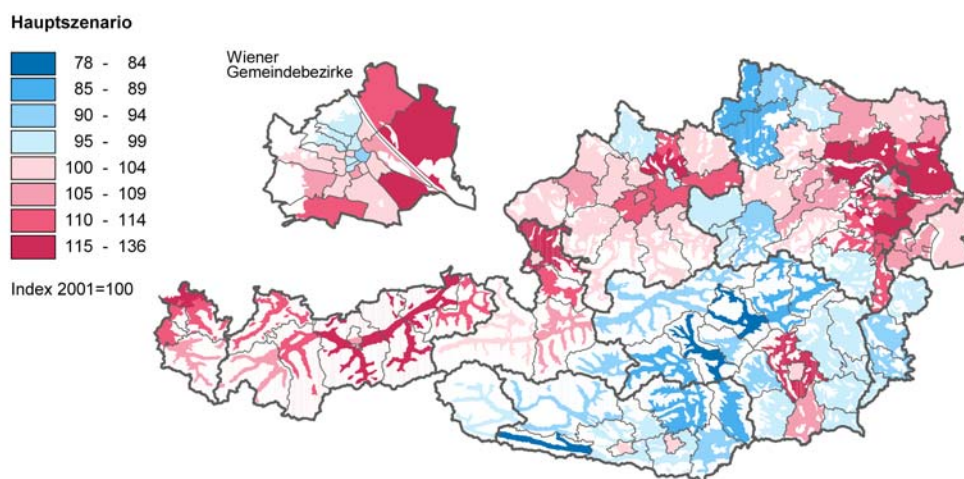 Hauptszenario
78 - 84
85 - 89
90 - 94
95 - 99
100 - 104
105 - 109
110 - 114
115 - 136
Index 2001=100
Wiener
Gemeindebezirke